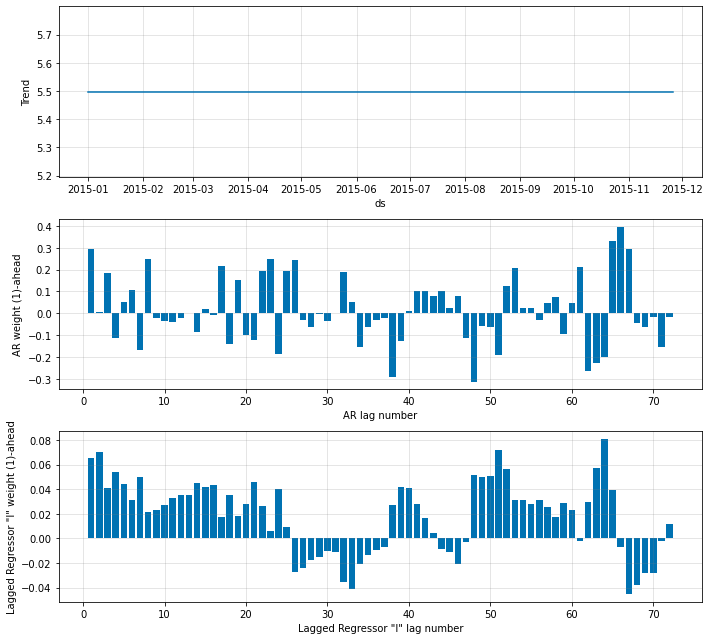 5.7
5.6
5.5
5.4
5.3
5.2
Trend
2015-01 2015-02 2015-03 2015-04 2015-05 2015-06 2015-07 2015-08 2015-09 2015-10 2015-11 2015-12
ds
0.4
0.3
0.2
0.1
0.0
−0.1
−0.2
−0.3
AR weight (1)-ahead
0 10 20 30 40 50 60 70
AR lag number
0.08
0.06
0.04
0.02
0.00
−0.02
−0.04
Lagged Regressor "I" weight (1)-ahead
0 10 20 30 40 50 60 70
Lagged Regressor "I" lag number